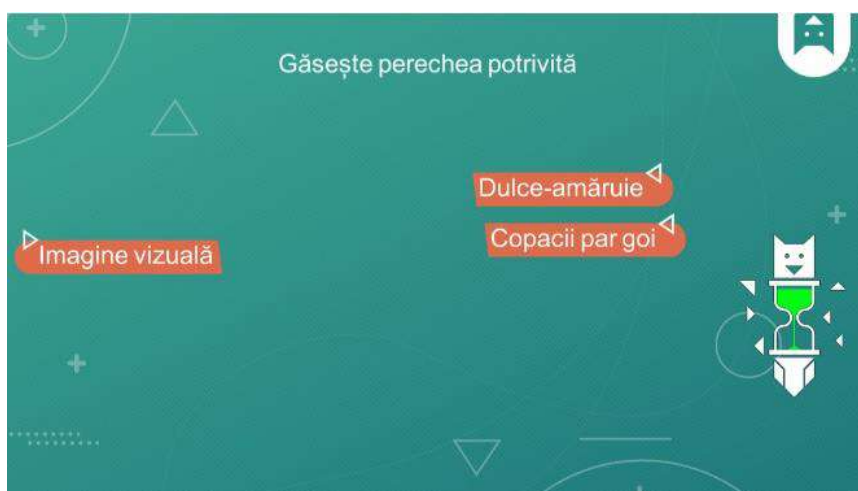 Găsește perechea potrivită
Dulce-amăruie
Copacii par goi
Imagine vizuală